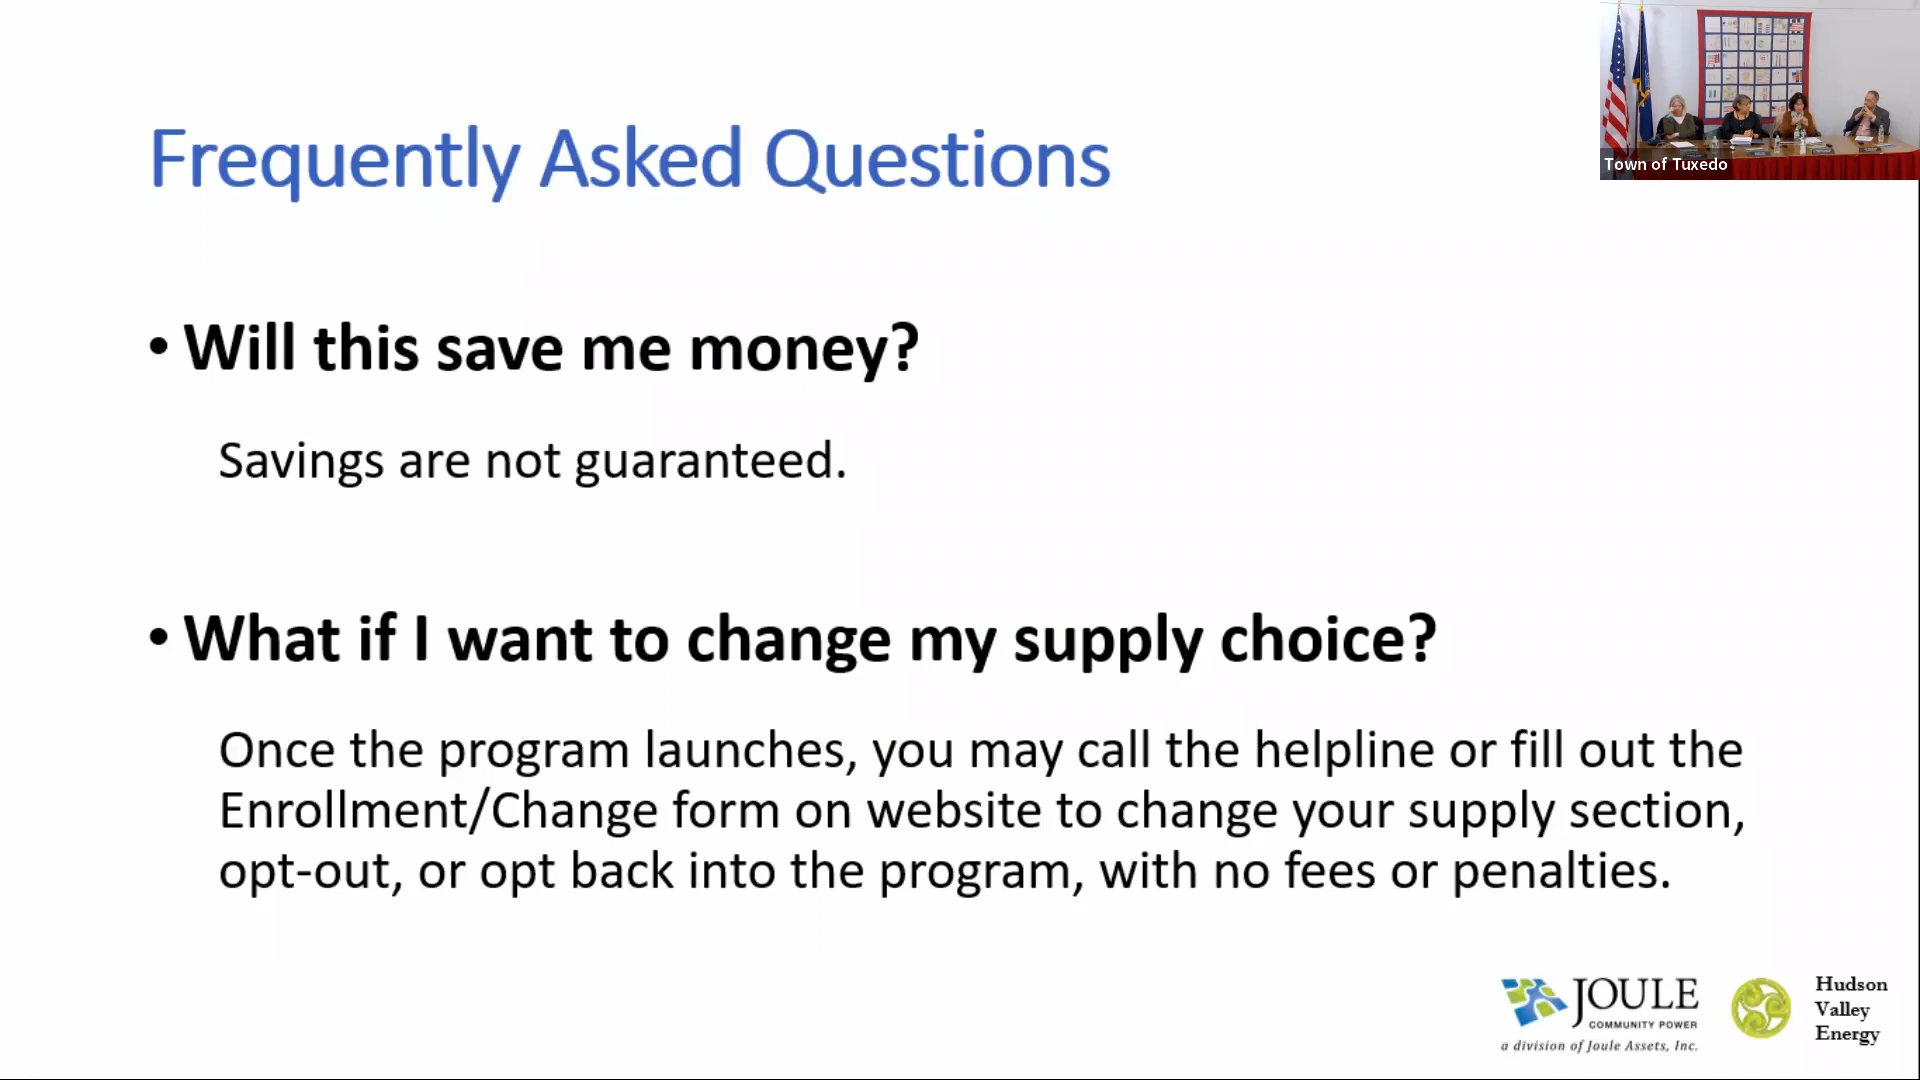 Frequently Asked Questions
Town of Tuxedo
• Will this save me money?
Savings are not guaranteed.
• What if I want to change my supply choice?
Once the program launches, you may call the helpline or fill out the
Enrollment/Change form on website to change your supply section,
opt-out, or opt back into the program, with no fees or penalties.
JOULE
COMMUNITY POWER
a division of Joule Assets, Inc.
Hudson
Valley
Energy